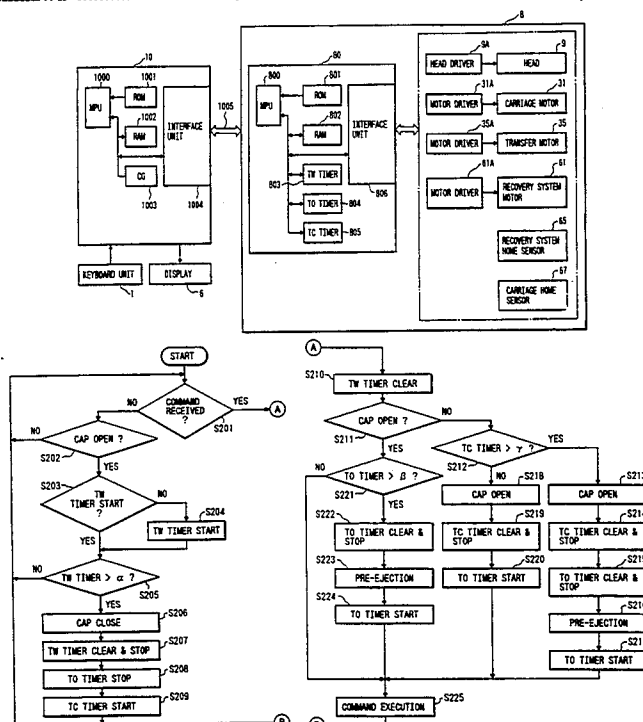 8
10
1000
1001
MPU
ROM
1002
RAM
INTERFACE
UNIT
CG
1003
1004
1005
KEYBOARD UNIT
1
DISPLAY
6
80
800
801
MPU
ROM
802
RAM
INTERFACE
UNIT
803
TW TIMER
806
TO TIMER
804
TC TIMER
805
9A
9
HEAD DRIVER
HEAD
31A
31
MOTOR DRIVER
CARRIAGE MOTOR
35A
35
MOTOR DRIVER
TRANSFER MOTOR
61A
61
MOTOR DRIVER
RECOVERY SYSTEM
MOTOR
65
RECOVERY SYSTEM
HOME SENSOR
67
CARRIAGE HOME
SENSOR
START
COMMAND
RECEIVED
?
NO
YES
A
S201
NO
CAP OPEN ?
S202
YES
S203
TW
TIMER START
?
NO
S204
TW TIMER START
YES
NO
TW TIMER > α ?
S205
YES
CAP CLOSE
S206
TW TIMER CLEAR & STOP
S207
TO TIMER STOP
S208
TC TIMER START
S209
B
A
S210
TW TIMER CLEAR
CAP OPEN ?
NO
S211
YES
TC TIMER > γ ?
YES
S212
NO
NO
TO TIMER > β ?
S221
YES
S222
TO TIMER CLEAR &
STOP
S223
PRE-EJECTION
S224
TO TIMER START
S218
CAP OPEN
S219
TC TIMER CLEAR &
STOP
S220
TO TIMER START
S213
CAP OPEN
S214
TC TIMER CLEAR &
STOP
S215
TO TIMER CLEAR &
STOP
S216
PRE-EJECTION
S217
TO TIMER START
COMMAND EXECUTION
S225